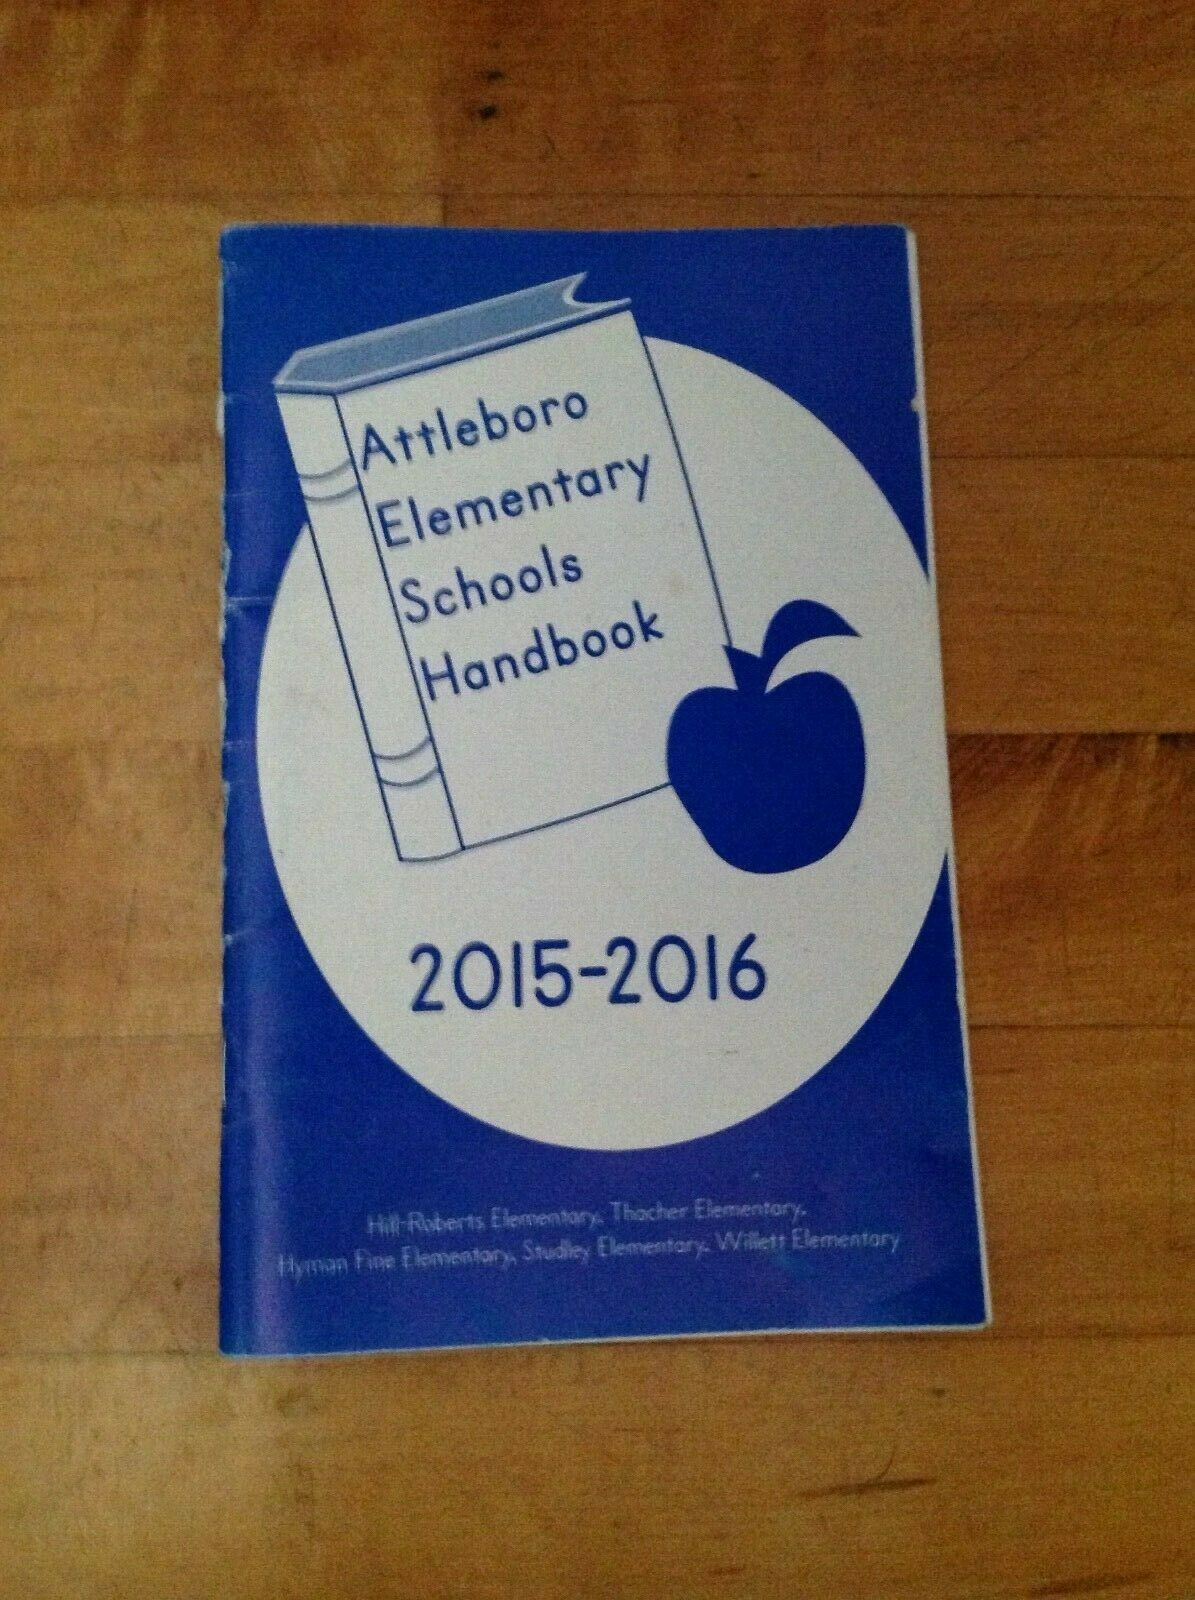 Attleboro
Elementary
Schools
Handbook
2015-2016
Hill-Roberts Elementary, Thacher Elementary,
Hyman Fine Elementary, Studley Elementary, Willett Elementary